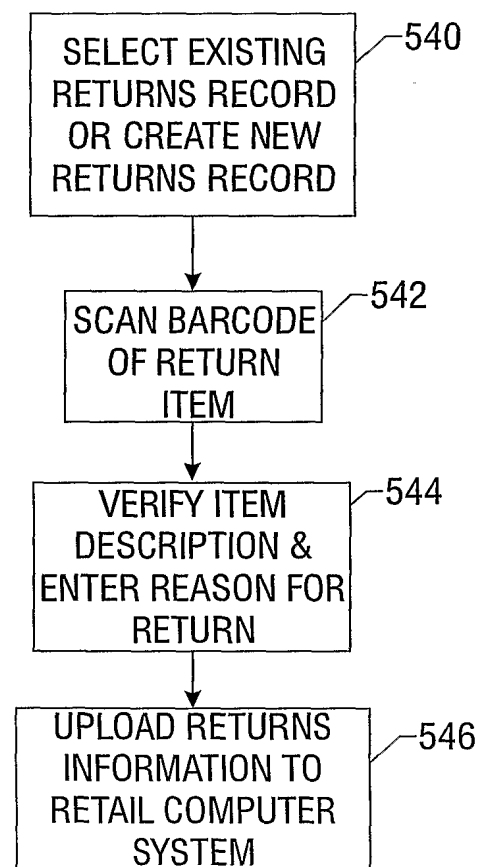 SELECT EXISTING
RETURNS RECORD
OR CREATE NEW
RETURNS RECORD
540
SCAN BARCODE
OF RETURN
ITEM
542
VERIFY ITEM
DESCRIPTION &
ENTER REASON FOR
RETURN
544
UPLOAD RETURNS
INFORMATION TO
RETAIL COMPUTER
SYSTEM
546